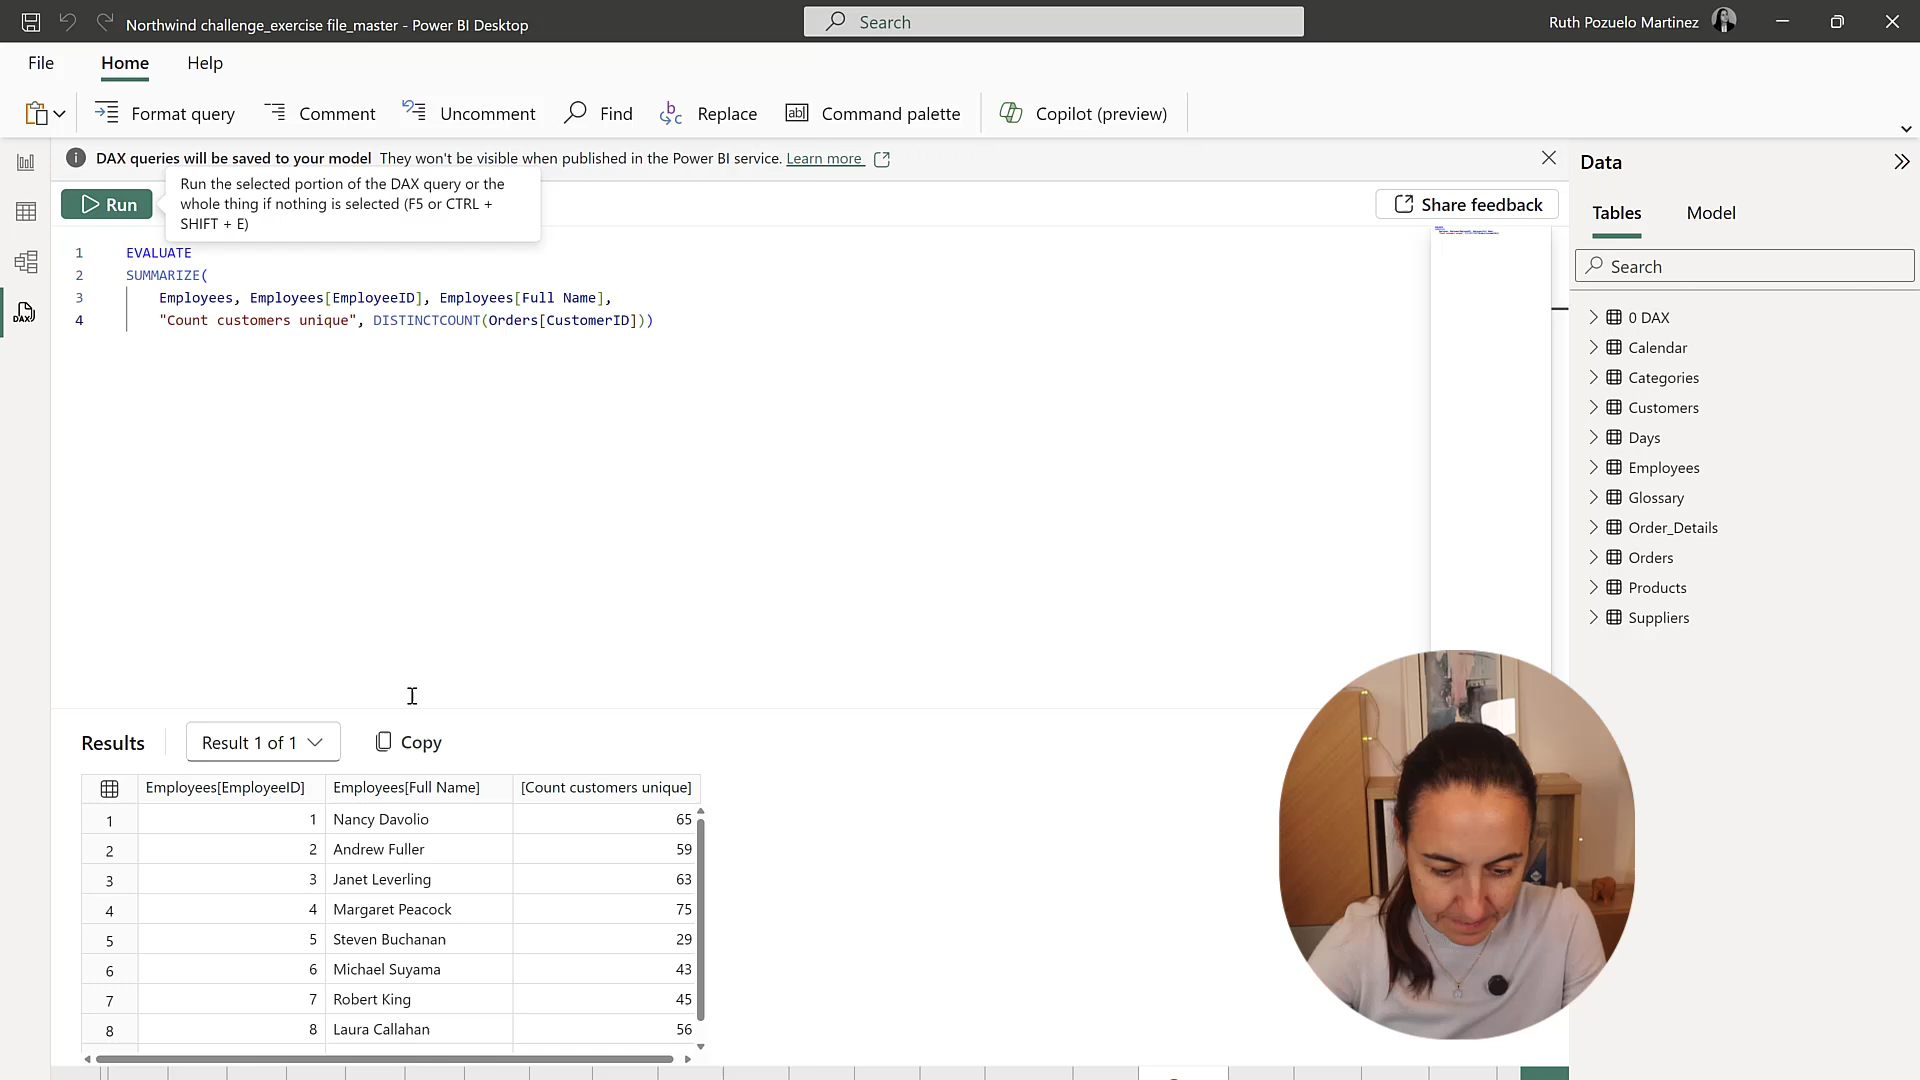 Northwind challenge_exercise file_master - Power BI Desktop
Search
Ruth Pozuelo Martinez
File
Home
Help
Format query
Comment
Uncomment
Find
Replace
Command palette
Copilot (preview)
DAX queries will be saved to your model They won't be visible when published in the Power BI service. Learn more
Run
Run the selected portion of the DAX query or the
whole thing if nothing is selected (F5 or CTRL +
SHIFT + E)
Share feedback
1 EVALUATE
2 SUMMARIZE(
3 Employees, Employees[EmployeeID], Employees[Full Name],
4 "Count customers unique", DISTINCTCOUNT(Orders[CustomerID]))
Results
Result 1 of 1
Copy
Employees[EmployeeID] Employees[Full Name] [Count customers unique]
1 1 Nancy Davolio 65
2 2 Andrew Fuller 59
3 3 Janet Leverling 63
4 4 Margaret Peacock 75
5 5 Steven Buchanan 29
6 6 Michael Suyama 43
7 7 Robert King 45
8 8 Laura Callahan 56
Data
Tables
Model
Search
0 DAX
Calendar
Categories
Customers
Days
Employees
Glossary
Order_Details
Orders
Products
Suppliers
DAX